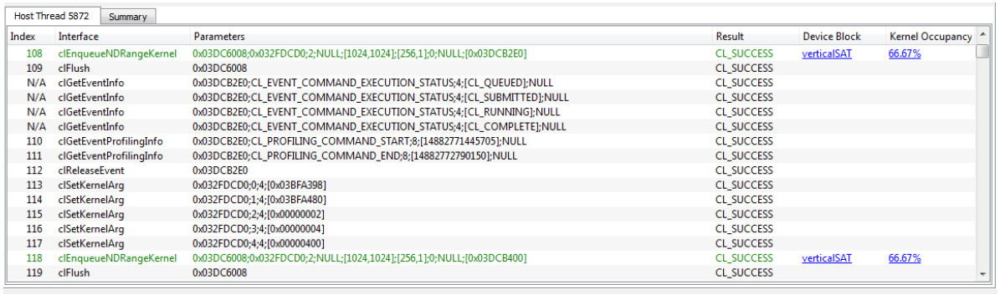 Host Thread 5872 Summary
Index Interface Parameters Result Device Block Kernel Occupancy
108 clEnqueueNDRangeKernel 0x03DC6008;0x032FDCD0;2;NULL;[1024,1024];[256,1];0;NULL;[0x03DCB2E0] CL_SUCCESS verticalSAT 66.67%
109 clFlush 0x03DC6008 CL_SUCCESS
N/A clGetEventInfo 0x03DCB2E0;CL_EVENT_COMMAND_EXECUTION_STATUS;4;[CL_QUEUED];NULL CL_SUCCESS
N/A clGetEventInfo 0x03DCB2E0;CL_EVENT_COMMAND_EXECUTION_STATUS;4;[CL_SUBMITTED];NULL CL_SUCCESS
N/A clGetEventInfo 0x03DCB2E0;CL_EVENT_COMMAND_EXECUTION_STATUS;4;[CL_RUNNING];NULL CL_SUCCESS
N/A clGetEventInfo 0x03DCB2E0;CL_EVENT_COMMAND_EXECUTION_STATUS;4;[CL_COMPLETE];NULL CL_SUCCESS
110 clGetEventProfilingInfo 0x03DCB2E0;CL_PROFILING_COMMAND_START;8;[14882771445705];NULL CL_SUCCESS
111 clGetEventProfilingInfo 0x03DCB2E0;CL_PROFILING_COMMAND_END;8;[14882772790150];NULL CL_SUCCESS
112 clReleaseEvent 0x03DCB2E0 CL_SUCCESS
113 clSetKernelArg 0x032FDCD0;0;4;[0x03BFA398] CL_SUCCESS
114 clSetKernelArg 0x032FDCD0;1;4;[0x03BFA480] CL_SUCCESS
115 clSetKernelArg 0x032FDCD0;2;4;[0x00000002] CL_SUCCESS
116 clSetKernelArg 0x032FDCD0;3;4;[0x00000004] CL_SUCCESS
117 clSetKernelArg 0x032FDCD0;4;4;[0x00000400] CL_SUCCESS
118 clEnqueueNDRangeKernel 0x03DC6008;0x032FDCD0;2;NULL;[1024,1024];[256,1];0;NULL;[0x03DCB400] CL_SUCCESS verticalSAT 66.67%
119 clFlush 0x03DC6008 CL_SUCCESS